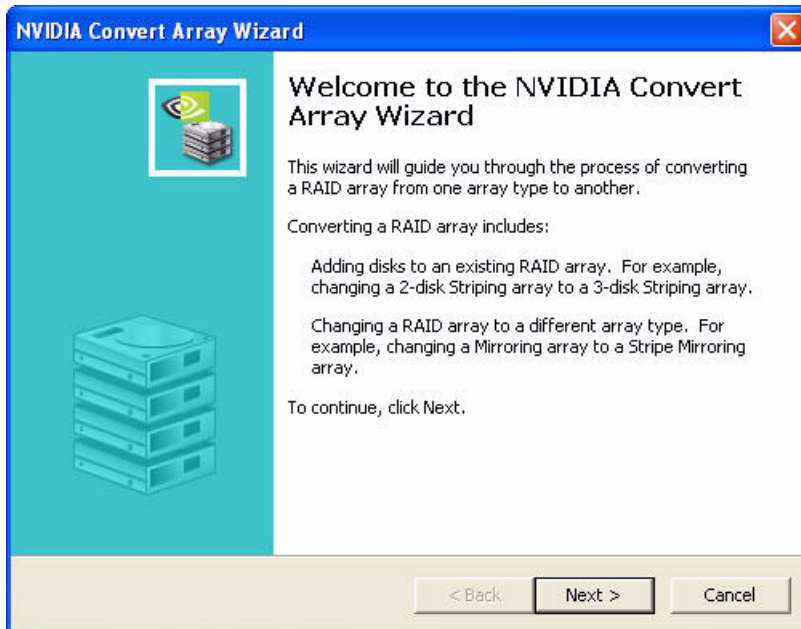 NVIDIA Convert Array Wizard
Welcome to the NVIDIA Convert
Array Wizard
This wizard will guide you through the process of converting
a RAID array from one array type to another.
Converting a RAID array includes:
Adding disks to an existing RAID array.  For example,
changing a 2-disk Striping array to a 3-disk Striping array.
Changing a RAID array to a different array type.  For
example, changing a Mirroring array to a Stripe Mirroring
array.
To continue, click Next.
< Back
Next >
Cancel